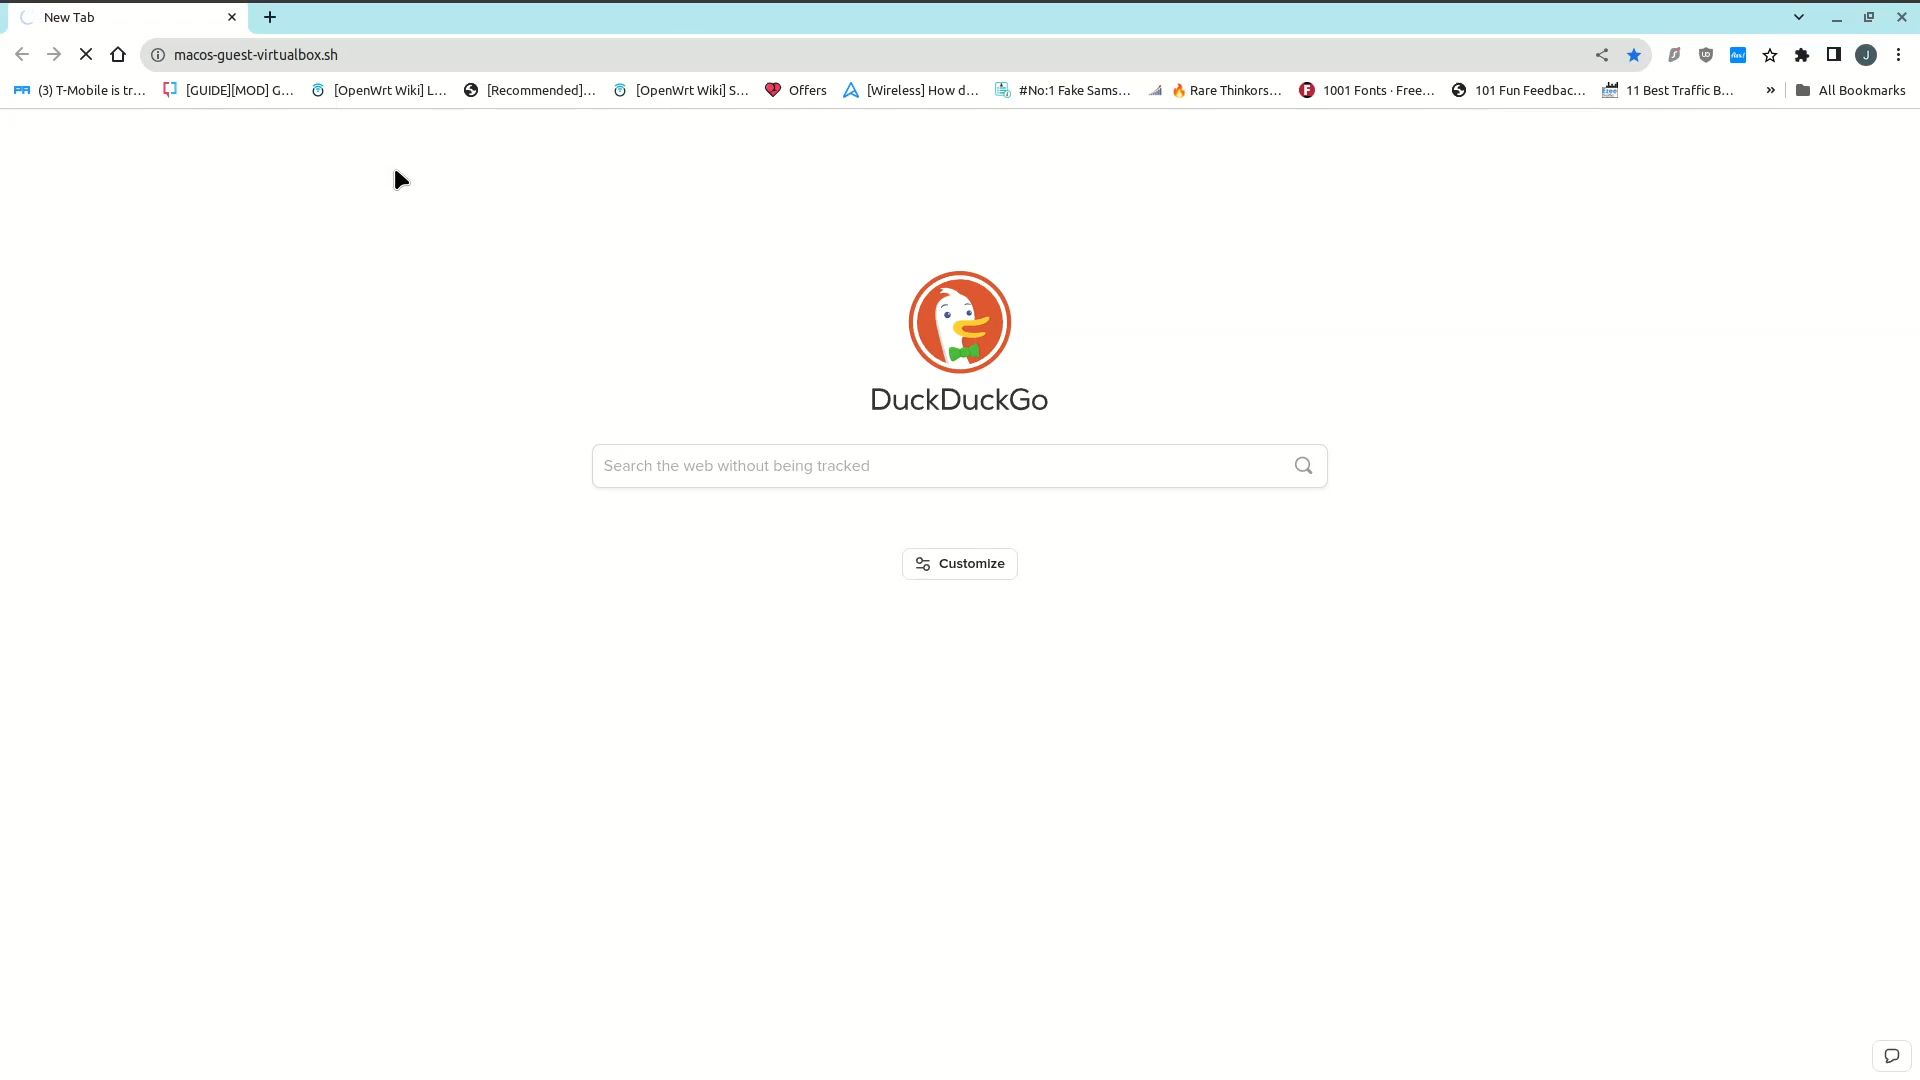 New Tab
macos-guest-virtualbox.sh
(3) T-Mobile is tr...
[GUIDE][MOD] G...
[OpenWrt Wiki] L...
[Recommended]...
[OpenWrt Wiki] S...
Offers
[Wireless] How d...
#No:1 Fake Sams...
🔥 Rare Thinkors...
1001 Fonts · Free...
101 Fun Feedbac...
11 Best Traffic B...
»
All Bookmarks
J
DuckDuckGo
Search the web without being tracked
Customize